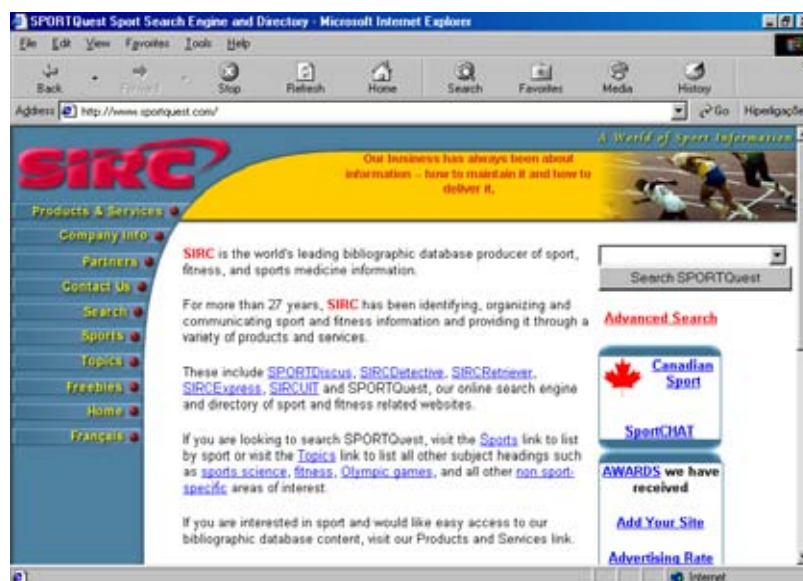 SPORTQuest Sport Search Engine and Directory - Microsoft Internet Explorer
File Edit View Favorites Tools Help
Back Forward Stop Refresh Home Search Favorites Media History
Address http://www.sportquest.com/ Go Hiperligaçõe
A World of Sport Information
SIRC
Our business has always been about
information – how to maintain it and how to
deliver it.
Products & Services
Company Info
Partners
Contact Us
Search
Sports
Topics
Freebies
Home
Français
SIRC is the world's leading bibliographic database producer of sport,
fitness, and sports medicine information.
For more than 27 years, SIRC has been identifying, organizing and
communicating sport and fitness information and providing it through a
variety of products and services.
These include SPORTDiscus, SIRCDetective, SIRCRetriever,
SIRCExpress, SIRCUIT and SPORTQuest, our online search engine
and directory of sport and fitness related websites.
If you are looking to search SPORTQuest, visit the Sports link to list
by sport or visit the Topics link to list all other subject headings such
as sports science, fitness, Olympic games, and all other non sport-
specific areas of interest.
If you are interested in sport and would like easy access to our
bibliographic database content, visit our Products and Services link.
Search SPORTQuest
Advanced Search
Canadian
Sport
SportCHAT
AWARDS we have
received
Add Your Site
Advertising Rate
Internet